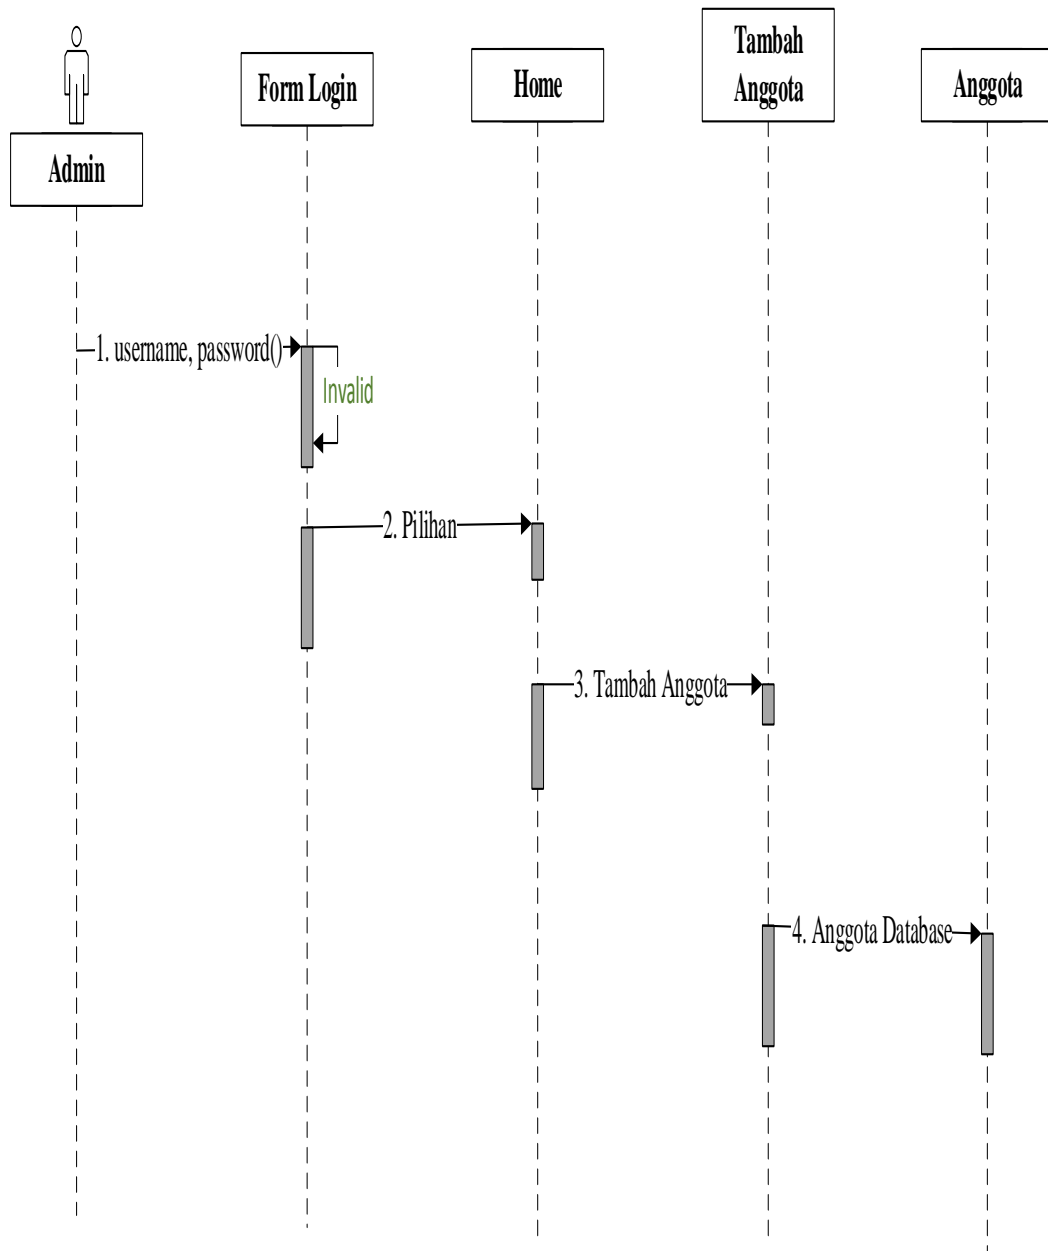 Admin
Form Login
Home
Tambah
Anggota
Anggota
1. username, password()
Invalid
2. Pilihan
3. Tambah Anggota
4. Anggota Database